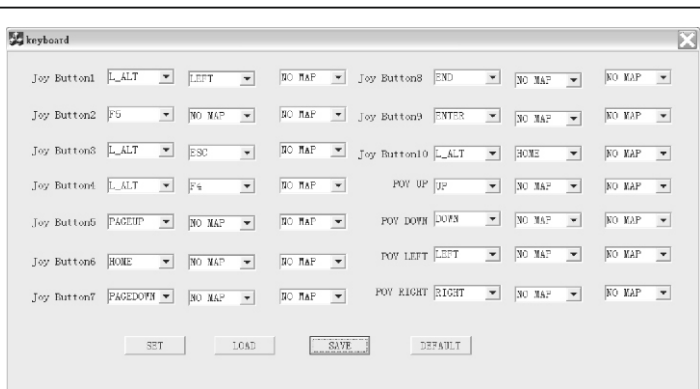 keyboard
Joy Button1 L_ALT LEFT NO MAP Joy Button8 END NO MAP NO MAP
Joy Button2 F5 NO MAP NO MAP Joy Button9 ENTER NO MAP NO MAP
Joy Button3 L_ALT ESC NO MAP Joy Button10 L_ALT HOME NO MAP
Joy Button4 L_ALT F4 NO MAP POV UP UP NO MAP NO MAP
Joy Button5 PAGEUP NO MAP NO MAP POV DOWN DOWN NO MAP NO MAP
Joy Button6 HOME NO MAP NO MAP POV LEFT LEFT NO MAP NO MAP
Joy Button7 PAGEDOWN NO MAP NO MAP POV RIGHT RIGHT NO MAP NO MAP
SET LOAD SAVE DEFAULT